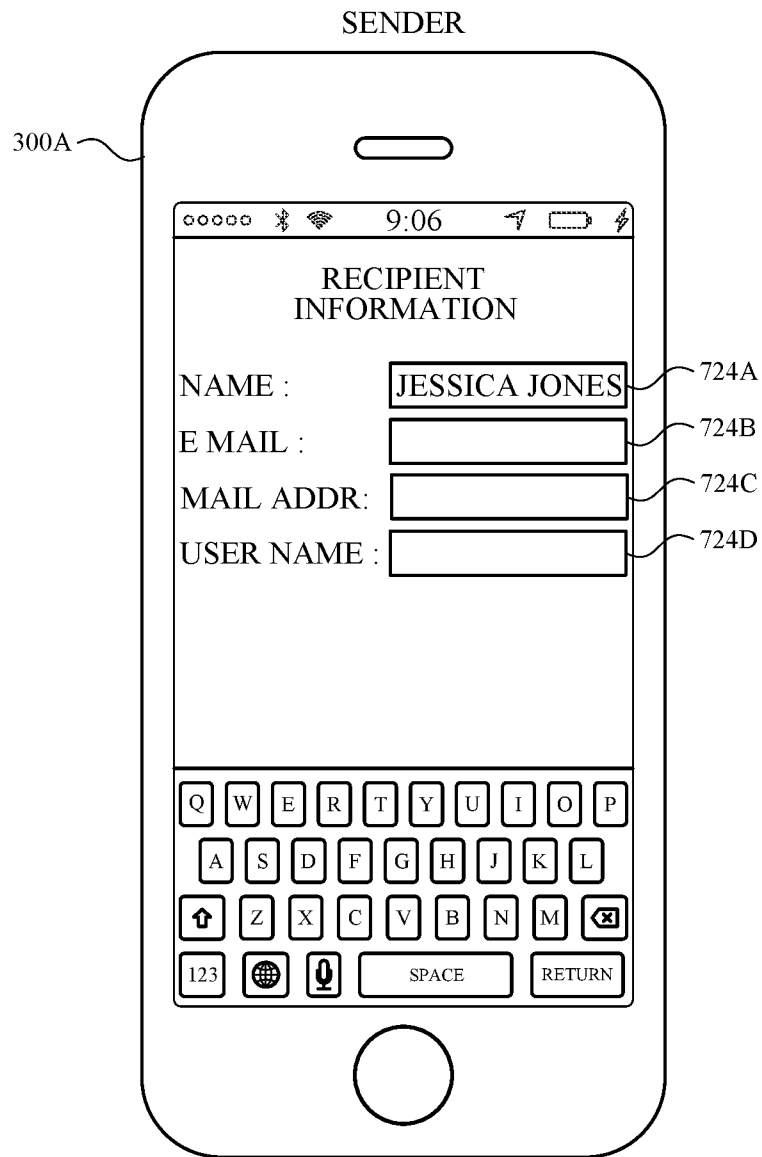 SENDER
300A
9:06
RECIPIENT
INFORMATION
NAME : JESSICA JONES 724A
E MAIL : 724B
MAIL ADDR: 724C
USER NAME : 724D
Q W E R T Y U I O P
A S D F G H J K L
Z X C V B N M
123 SPACE RETURN